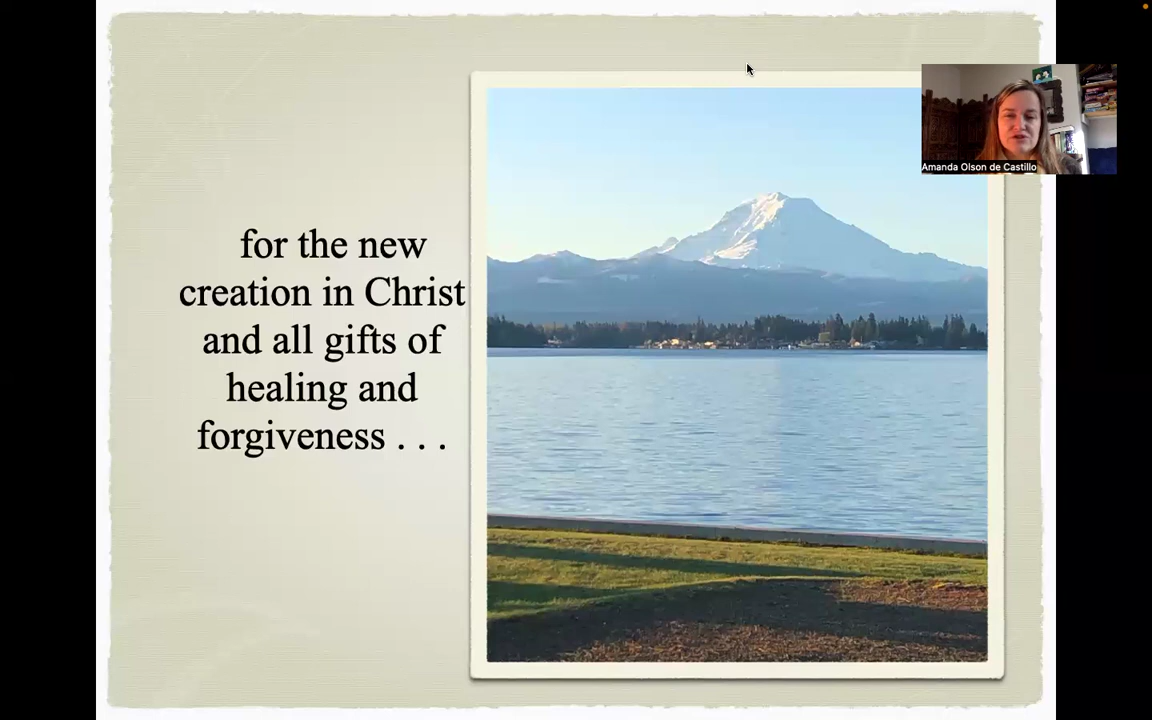 for the new
creation in Christ
and all gifts of
healing and
forgiveness . . .
Amanda Olson de Castillo